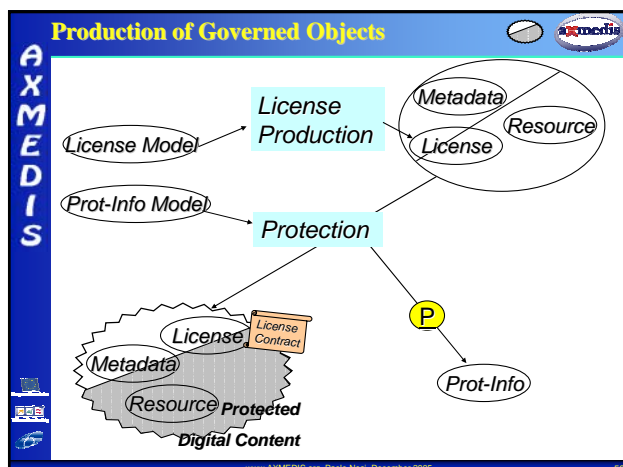 Production of Governed Objects
axmedis
AXMEDIS
License Model
License
Production
Metadata
License
Resource
Prot-Info Model
Protection
License
License
Contract
Metadata
Resource
Protected
Digital Content
P
Prot-Info